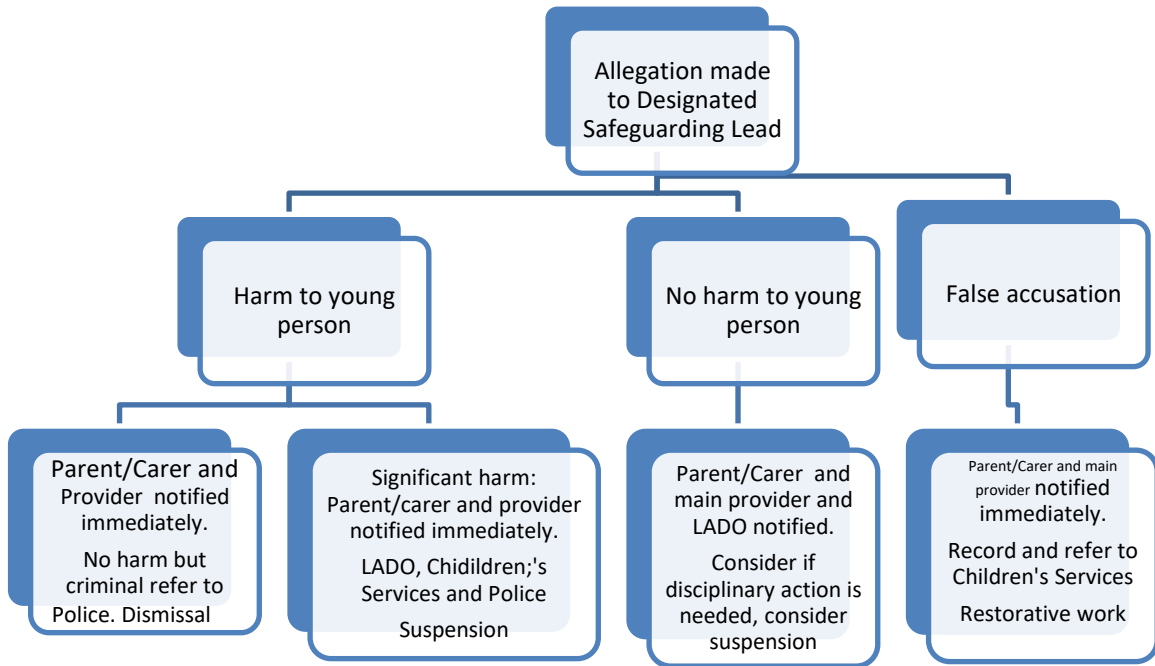 Allegation made
to Designated
Safeguarding Lead
Harm to young
person
No harm to young
person
False accusation
Parent/Carer and
Provider notified
immediately.
No harm but
criminal refer to
Police. Dismissal
Significant harm:
Parent/carer and provider
notified immediately.
LADO, Chidildren;'s
Services and Police
Suspension
Parent/Carer and
main provider and
LADO notified.
Consider if
disciplinary action is
needed, consider
suspension
Parent/Carer and main
provider notified
immediately.
Record and refer to
Children's Services
Restorative work